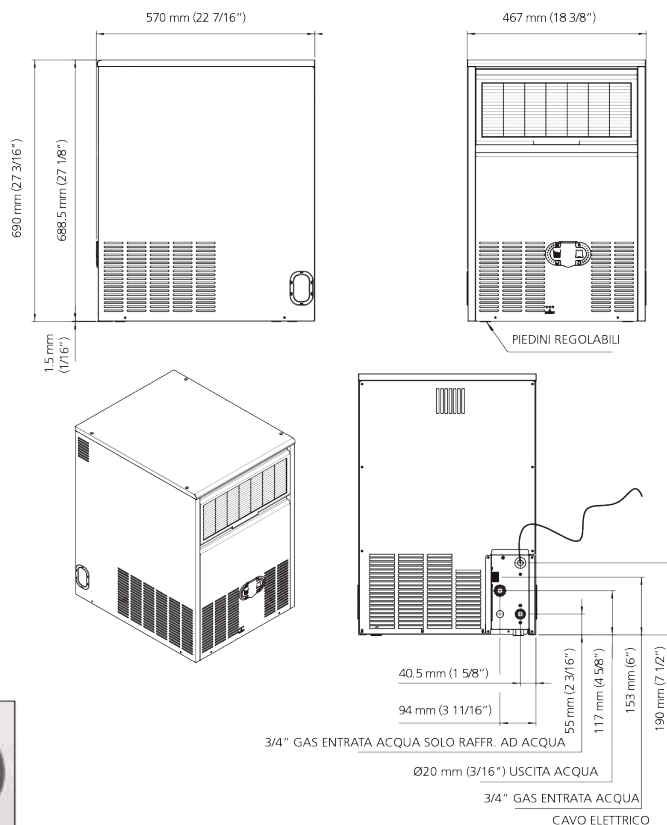 570 mm (22 7/16")
467 mm (18 3/8")
690 mm (27 3/16")
688.5 mm (27 1/8")
1.5 mm
(1/16")
PIEDINI REGOLABILI
40.5 mm (1 5/8")
94 mm (3 11/16")
55 mm (2 3/16")
117 mm (4 5/8")
153 mm (6")
190 mm (7 1/2")
3/4" GAS ENTRATA ACQUA SOLO RAFFR. AD ACQUA
Ø20 mm (3/16") USCITA ACQUA
3/4" GAS ENTRATA ACQUA
CAVO ELETTRICO